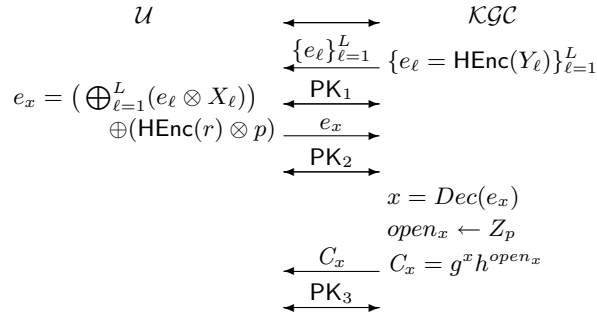 𝒰 𝒦𝒢𝒞
{e_ℓ}_{ℓ=1}^L {e_ℓ = HEnc(Y_ℓ)}_{ℓ=1}^L
PK_1
e_x = ( ⊕_{ℓ=1}^L (e_ℓ ⊗ X_ℓ))
⊕(HEnc(r) ⊗ p) e_x
PK_2
x = Dec(e_x)
open_x ← Z_p
C_x C_x = g^x h^{open_x}
PK_3